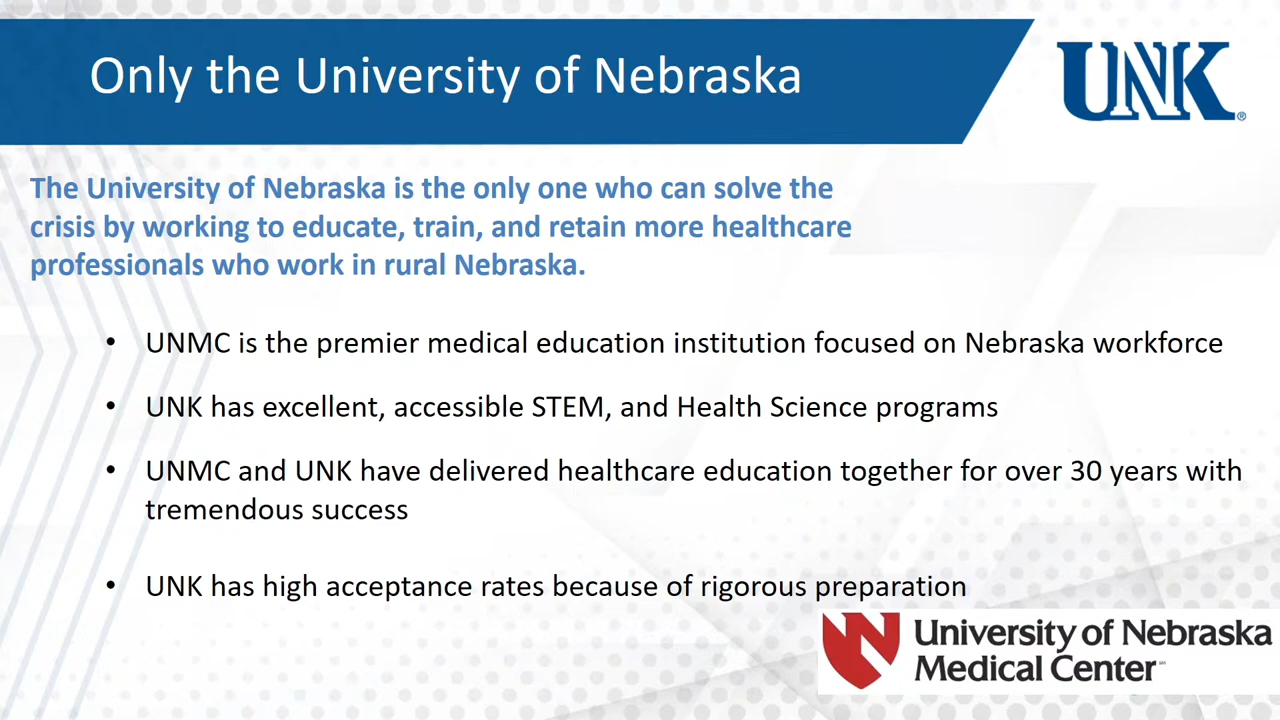 Only the University of Nebraska
UNK®
The University of Nebraska is the only one who can solve the
crisis by working to educate, train, and retain more healthcare
professionals who work in rural Nebraska.
• UNMC is the premier medical education institution focused on Nebraska workforce
• UNK has excellent, accessible STEM, and Health Science programs
• UNMC and UNK have delivered healthcare education together for over 30 years with
tremendous success
• UNK has high acceptance rates because of rigorous preparation
N
University of Nebraska
Medical Center